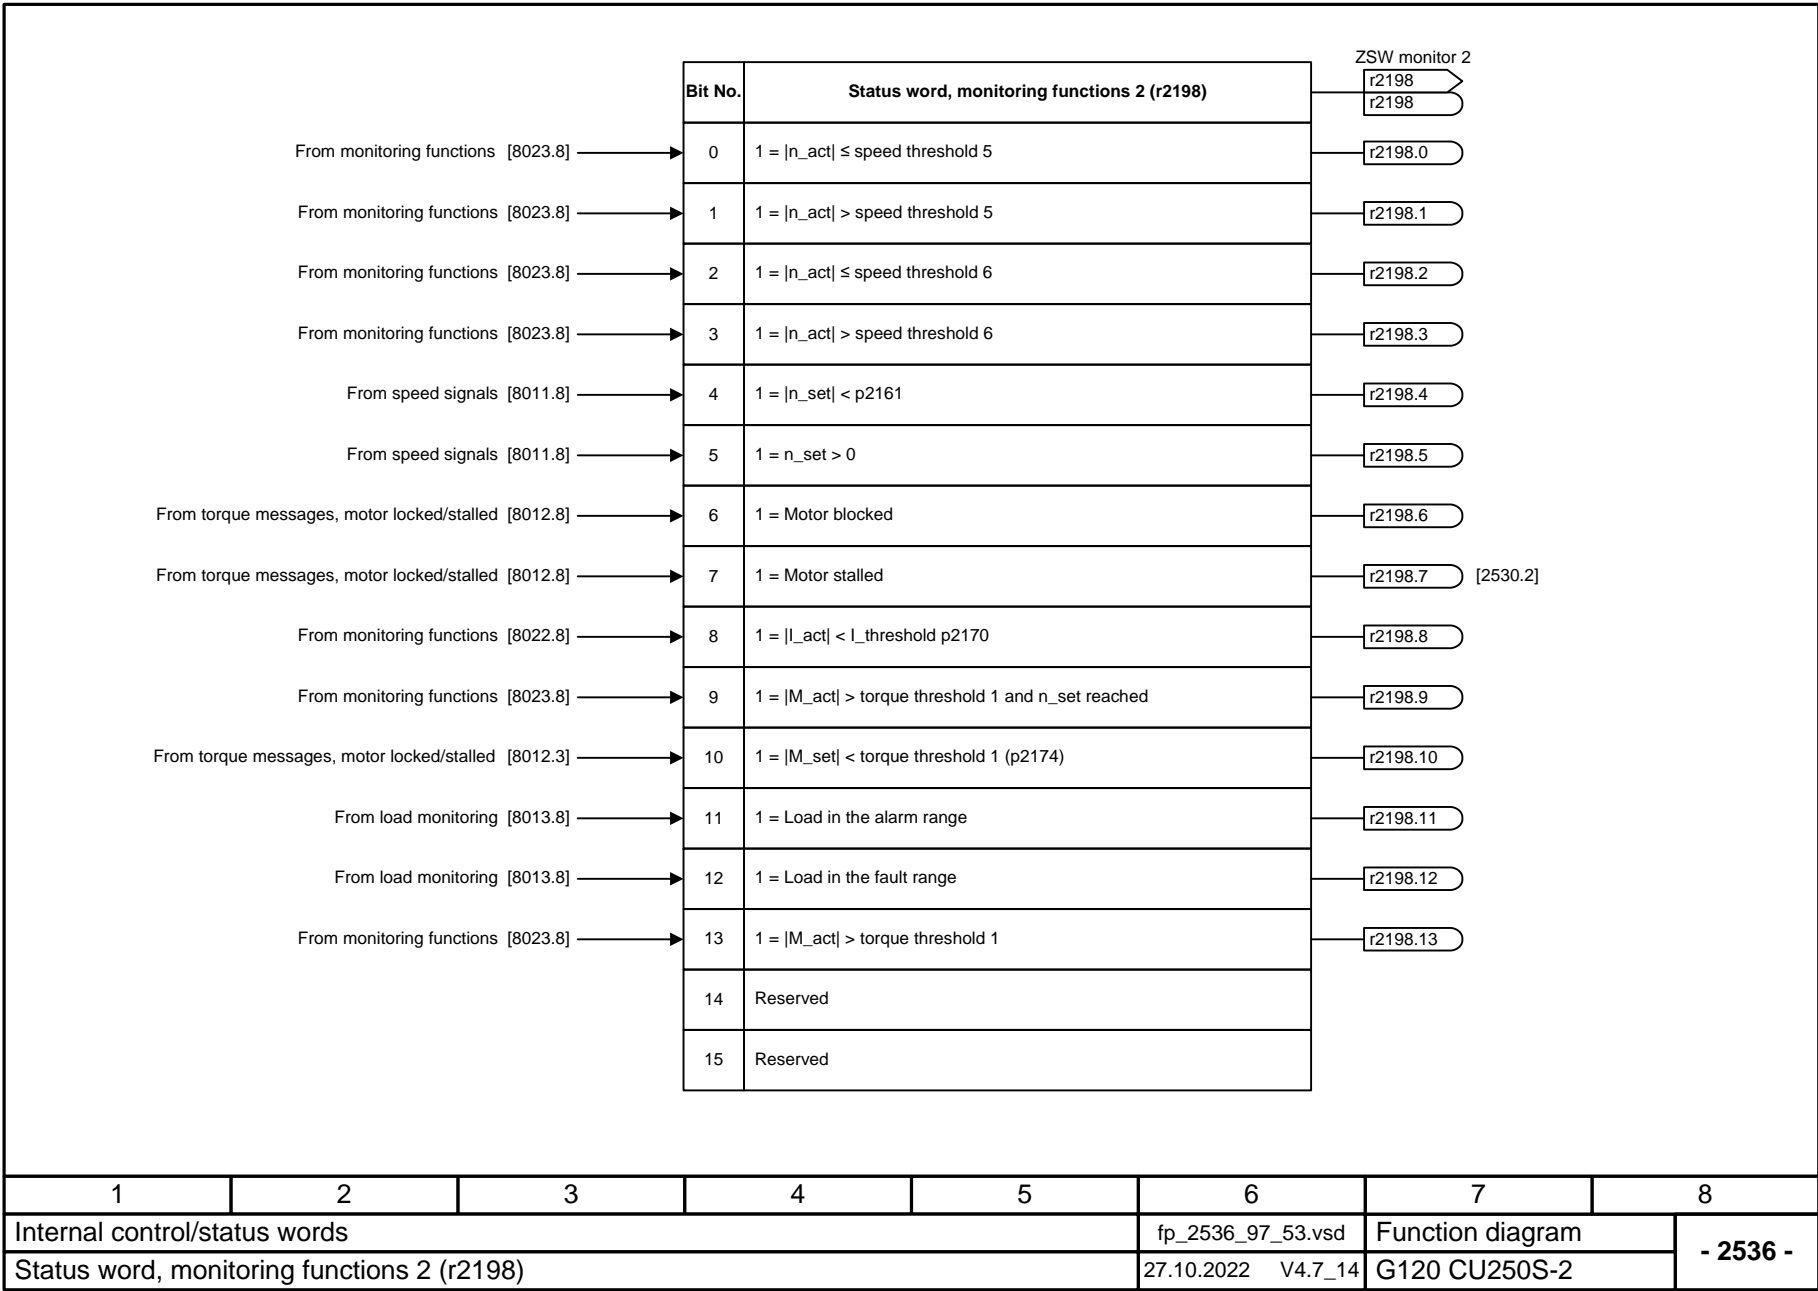 ZSW monitor 2
Bit No. Status word, monitoring functions 2 (r2198) r2198
r2198
From monitoring functions [8023.8] 0 1 = |n_act| ≤ speed threshold 5 r2198.0
From monitoring functions [8023.8] 1 1 = |n_act| > speed threshold 5 r2198.1
From monitoring functions [8023.8] 2 1 = |n_act| ≤ speed threshold 6 r2198.2
From monitoring functions [8023.8] 3 1 = |n_act| > speed threshold 6 r2198.3
From speed signals [8011.8] 4 1 = |n_set| < p2161 r2198.4
From speed signals [8011.8] 5 1 = n_set > 0 r2198.5
From torque messages, motor locked/stalled [8012.8] 6 1 = Motor blocked r2198.6
From torque messages, motor locked/stalled [8012.8] 7 1 = Motor stalled r2198.7 [2530.2]
From monitoring functions [8022.8] 8 1 = |I_act| < I_threshold p2170 r2198.8
From monitoring functions [8023.8] 9 1 = |M_act| > torque threshold 1 and n_set reached r2198.9
From torque messages, motor locked/stalled [8012.3] 10 1 = |M_set| < torque threshold 1 (p2174) r2198.10
From load monitoring [8013.8] 11 1 = Load in the alarm range r2198.11
From load monitoring [8013.8] 12 1 = Load in the fault range r2198.12
From monitoring functions [8023.8] 13 1 = |M_act| > torque threshold 1 r2198.13
14 Reserved
15 Reserved
1 2 3 4 5 6 7 8
Internal control/status words fp_2536_97_53.vsd Function diagram - 2536 -
Status word, monitoring functions 2 (r2198) 27.10.2022 V4.7_14 G120 CU250S-2